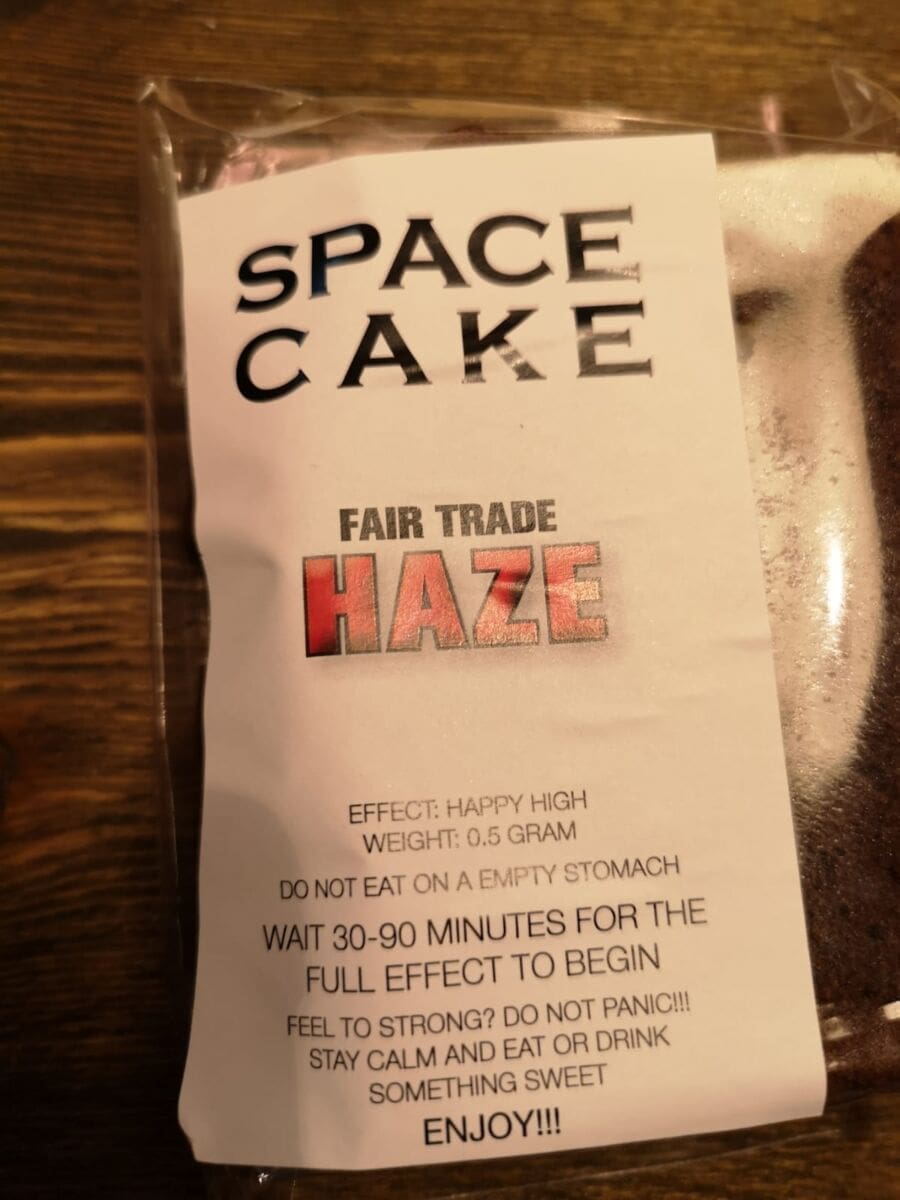 SPACE
CAKE
FAIR TRADE
HAZE
EFFECT: HAPPY HIGH
WEIGHT: 0.5 GRAM
DO NOT EAT ON A EMPTY STOMACH
WAIT 30-90 MINUTES FOR THE
FULL EFFECT TO BEGIN
FEEL TO STRONG? DO NOT PANIC!!!
STAY CALM AND EAT OR DRINK
SOMETHING SWEET
ENJOY!!!